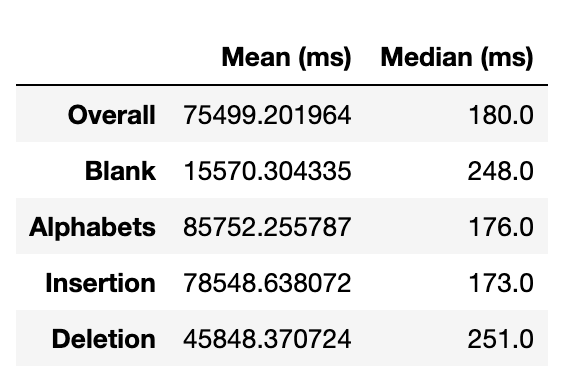 Mean (ms) Median (ms)
Overall 75499.201964 180.0
Blank 15570.304335 248.0
Alphabets 85752.255787 176.0
Insertion 78548.638072 173.0
Deletion 45848.370724 251.0